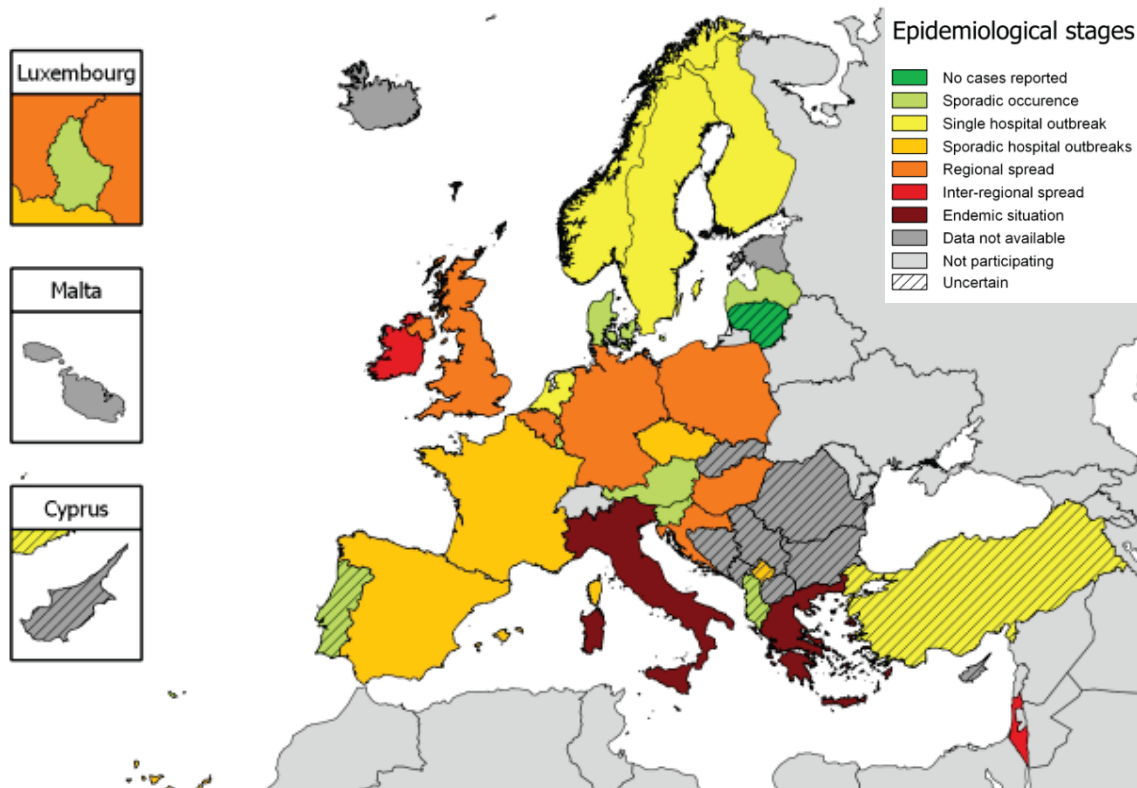 Luxembourg
Malta
Cyprus
Epidemiological stages
No cases reported
Sporadic occurence
Single hospital outbreak
Sporadic hospital outbreaks
Regional spread
Inter-regional spread
Endemic situation
Data not available
Not participating
Uncertain